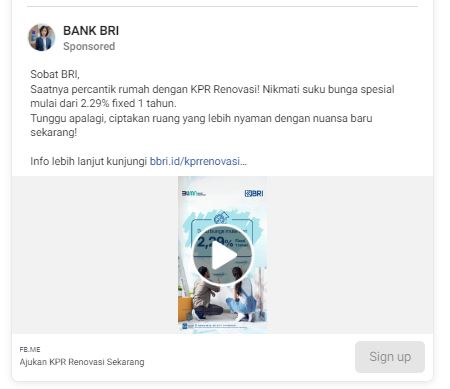 BANK BRI
Sponsored
Sobat BRI,
Saatnya percantik rumah dengan KPR Renovasi! Nikmati suku bunga spesial
mulai dari 2.29% fixed 1 tahun.
Tunggu apalagi, ciptakan ruang yang lebih nyaman dengan nuansa baru
sekarang!
Info lebih lanjut kunjungi bbri.id/kprrenovasi...
BRI
2,29%
FB.ME
Ajukan KPR Renovasi Sekarang
Sign up